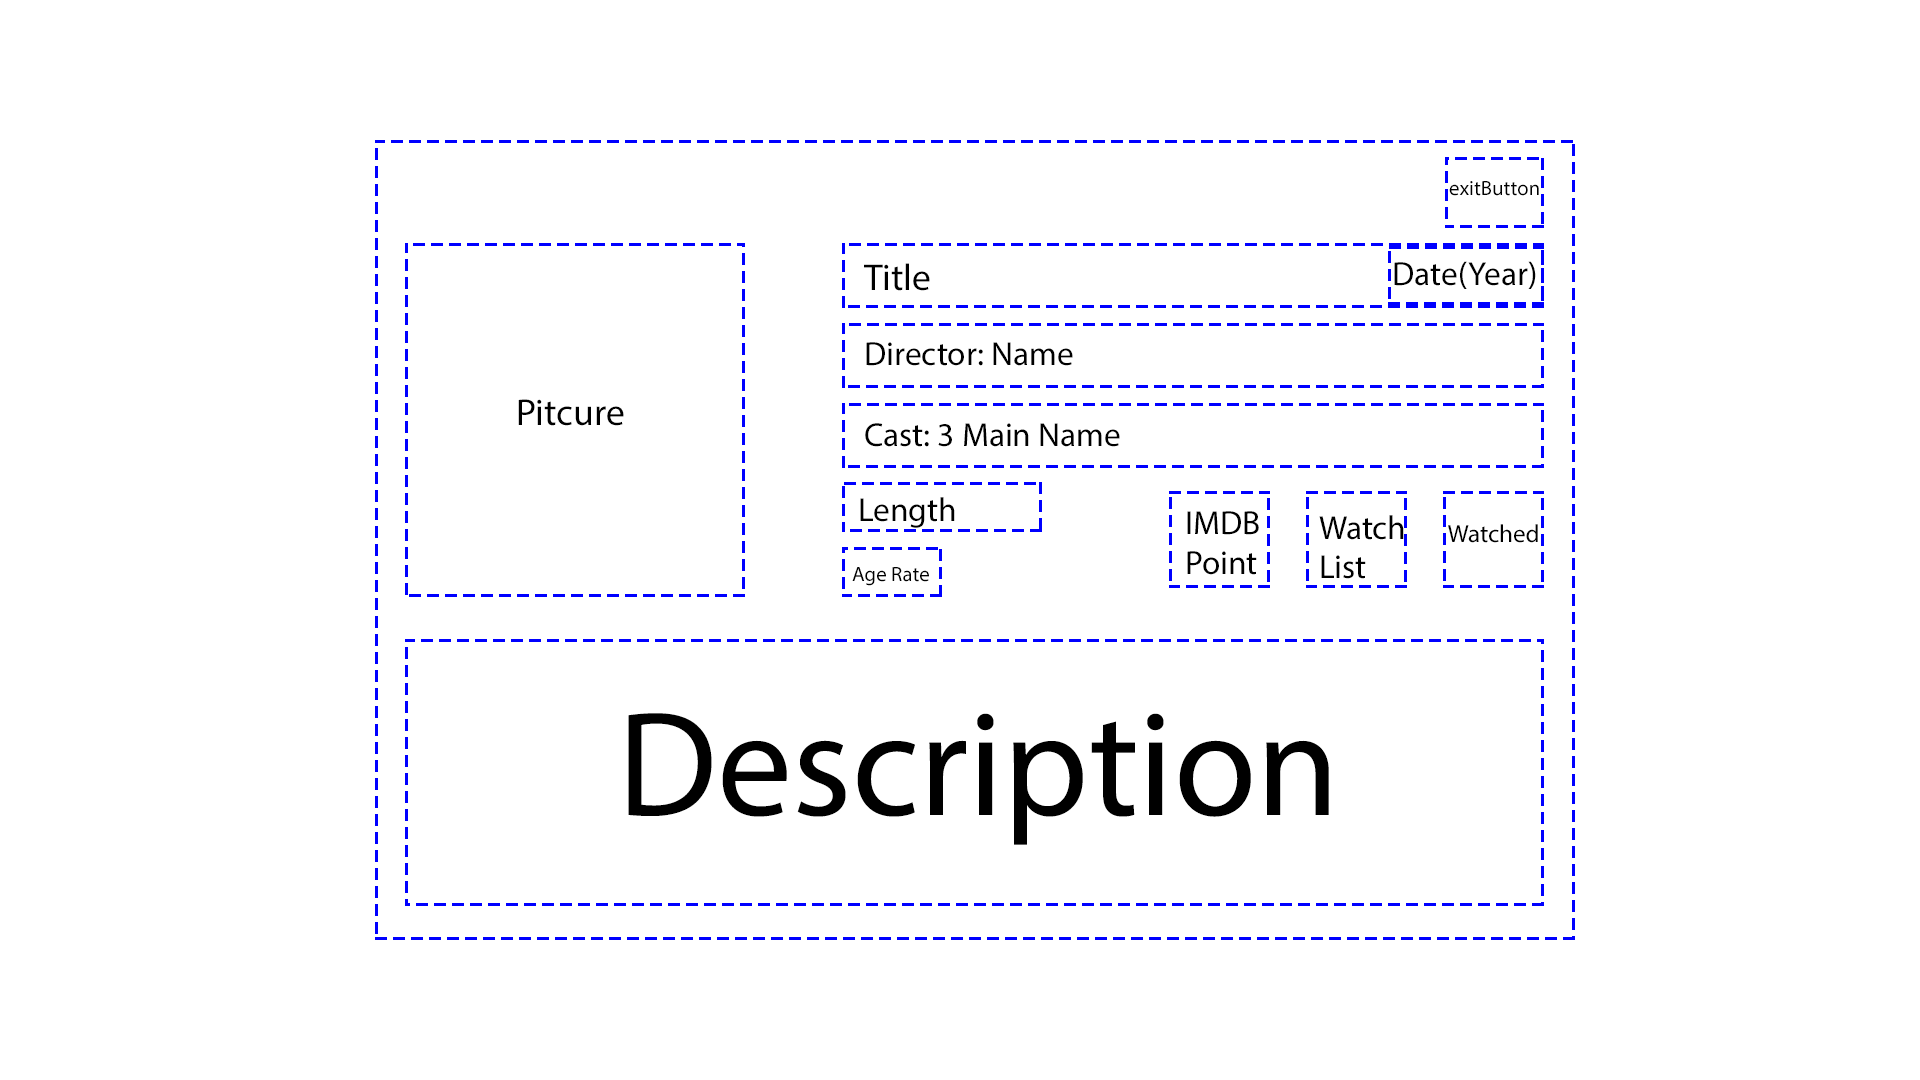 exitButton
Title
Date(Year)
Director: Name
Pitcure
Cast: 3 Main Name
Length
Age Rate
IMDB
Point
Watch
List
Watched
Description